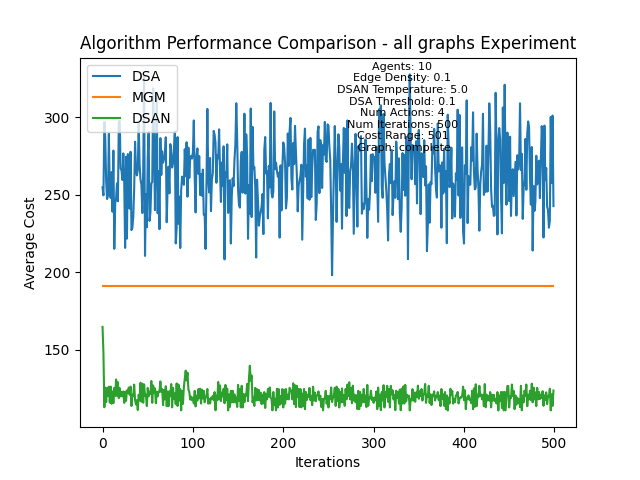 Algorithm Performance Comparison - all graphs Experiment
DSA
MGM
DSAN
Agents: 10
Edge Density: 0.1
DSAN Temperature: 5.0
DSA Threshold: 0.1
Num Actions: 4
Num Iterations: 500
Cost Range: 501
Graph: complete
Average Cost
300
250
200
150
0
100
200
300
400
500
Iterations